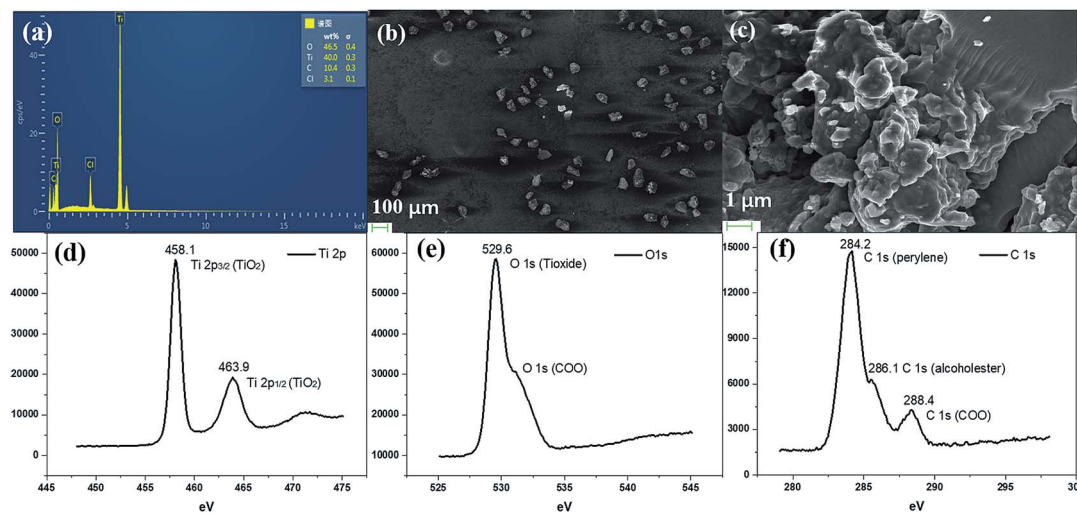 (a)
谱图
wt% σ
O 46.5 0.4
Ti 40.0 0.3
C 10.4 0.3
Cl 3.1 0.1
Ti
O
Ti
C
Cl
cps/eV
40
20
0
0 5 10 15 keV
(b)
100 μm
(c)
1 μm
(d)
458.1
Ti 2p3/2 (TiO2)
463.9
Ti 2p1/2 (TiO2)
Ti 2p
50000
40000
30000
20000
10000
0
445 450 455 460 465 470 475
eV
(e)
529.6
O 1s (Tioxide)
O 1s (COO)
O1s
60000
50000
40000
30000
20000
10000
525 530 535 540 545
eV
(f)
284.2
C 1s (perylene)
286.1 C 1s (alcoholester)
288.4
C 1s (COO)
C 1s
15000
12000
9000
6000
3000
0
280 285 290 295 300
eV